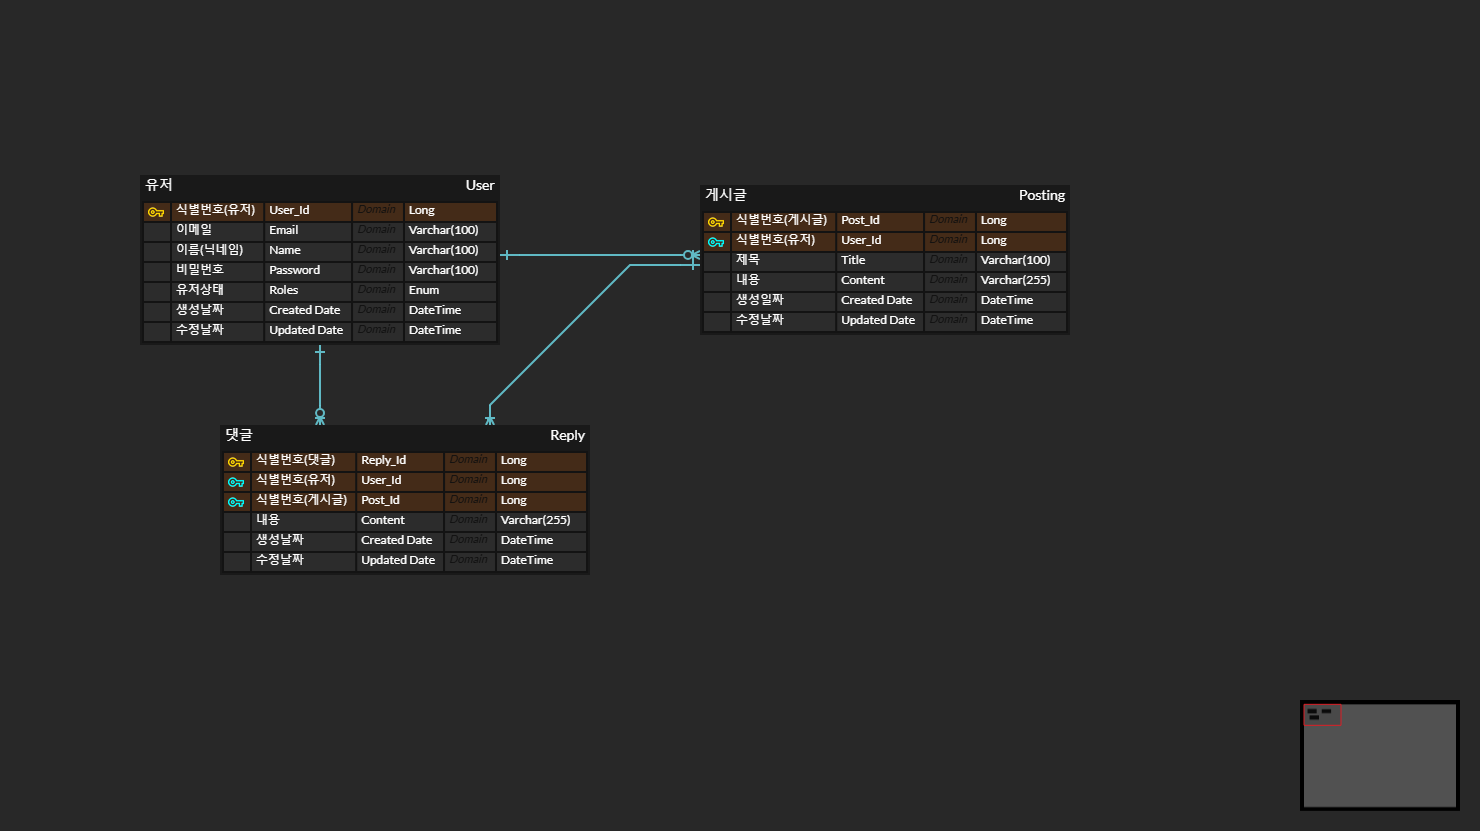 유저 User
식별번호(유저) User_Id Domain Long
이메일 Email Domain Varchar(100)
이름(닉네임) Name Domain Varchar(100)
비밀번호 Password Domain Varchar(100)
유저상태 Roles Domain Enum
생성날짜 Created Date Domain DateTime
수정날짜 Updated Date Domain DateTime
게시글 Posting
식별번호(게시글) Post_Id Domain Long
식별번호(유저) User_Id Domain Long
제목 Title Domain Varchar(100)
내용 Content Domain Varchar(255)
생성일짜 Created Date Domain DateTime
수정날짜 Updated Date Domain DateTime
댓글 Reply
식별번호(댓글) Reply_Id Domain Long
식별번호(유저) User_Id Domain Long
식별번호(게시글) Post_Id Domain Long
내용 Content Domain Varchar(255)
생성날짜 Created Date Domain DateTime
수정날짜 Updated Date Domain DateTime